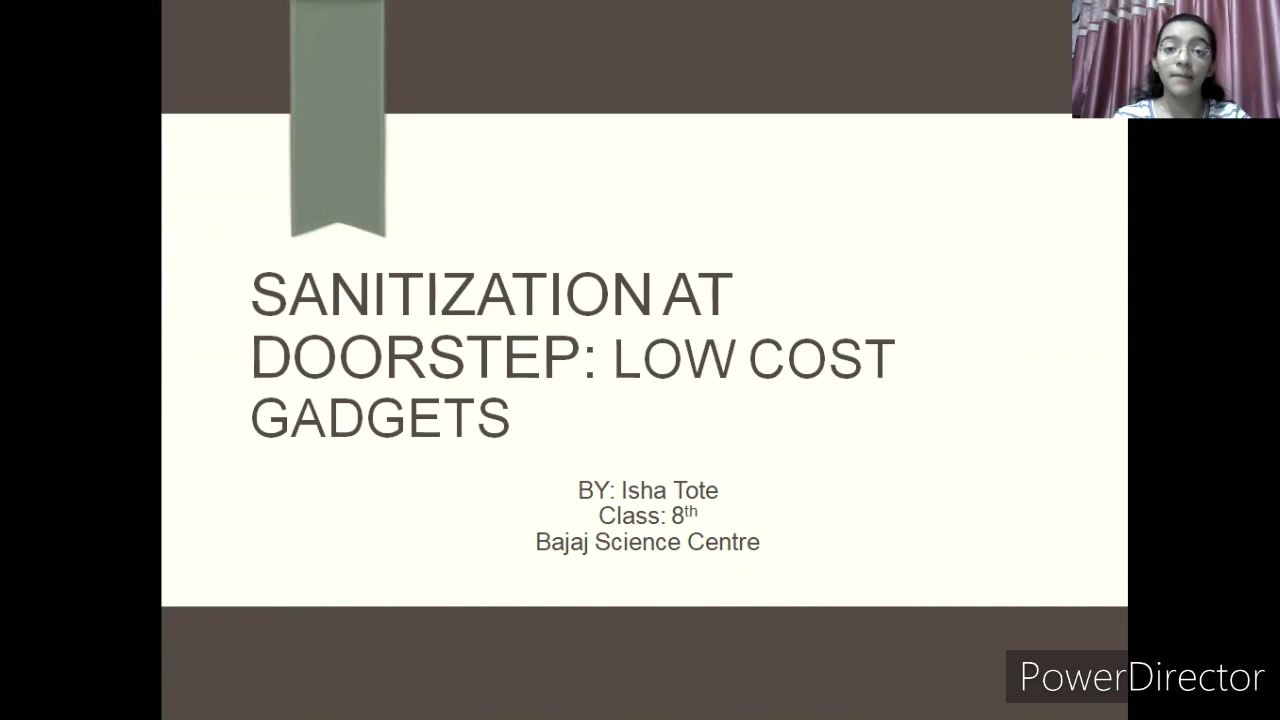 SANITIZATION AT
DOORSTEP: LOW COST
GADGETS
BY: Isha Tote
Class: 8th
Bajaj Science Centre
PowerDirector